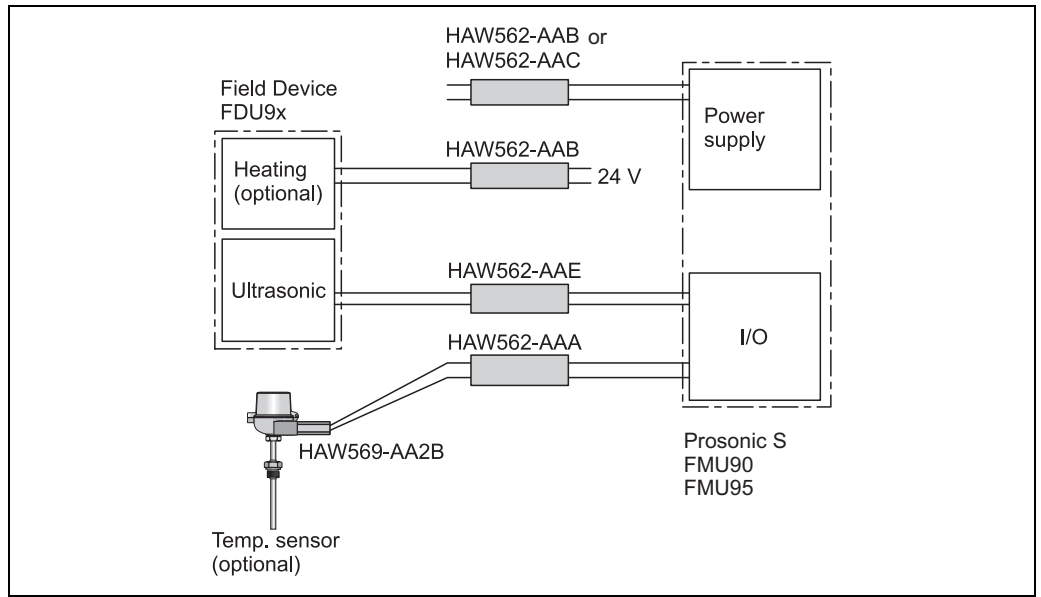 HAW562-AAB or
HAW562-AAC
Field Device
FDU9x
Power
supply
HAW562-AAB
Heating
(optional)
24 V
HAW562-AAE
Ultrasonic
I/O
HAW562-AAA
HAW569-AA2B
Prosonic S
FMU90
FMU95
Temp. sensor
(optional)